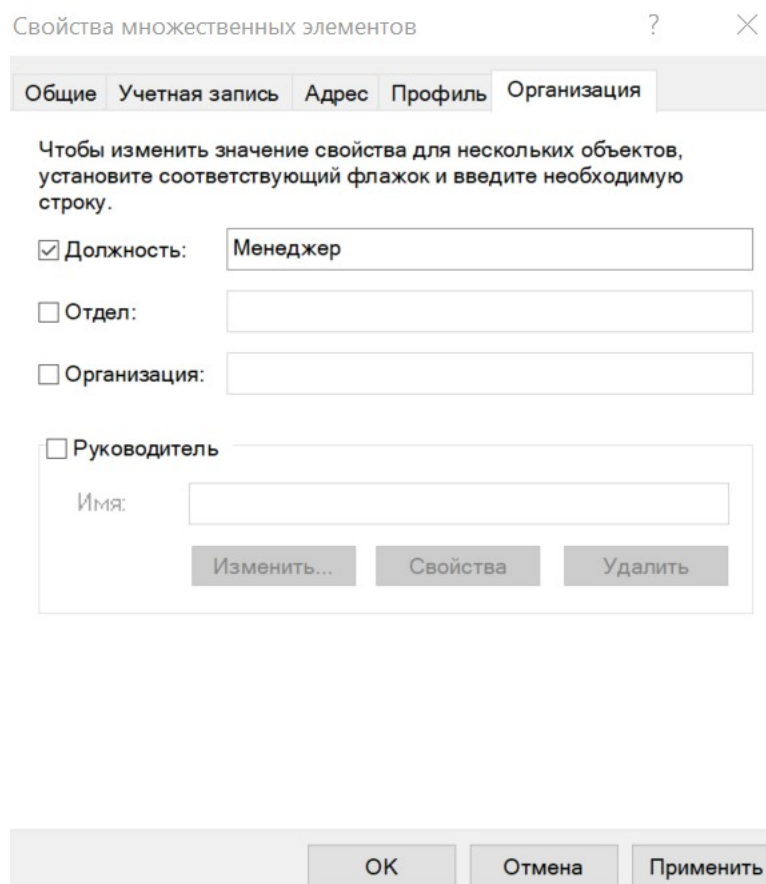 Свойства множественных элементов ?
Общие Учетная запись Адрес Профиль Организация
Чтобы изменить значение свойства для нескольких объектов,
установите соответствующий флажок и введите необходимую
строку.
Должность: Менеджер
Отдел:
Организация:
Руководитель
Имя:
Изменить... Свойства Удалить
OK Отмена Применить